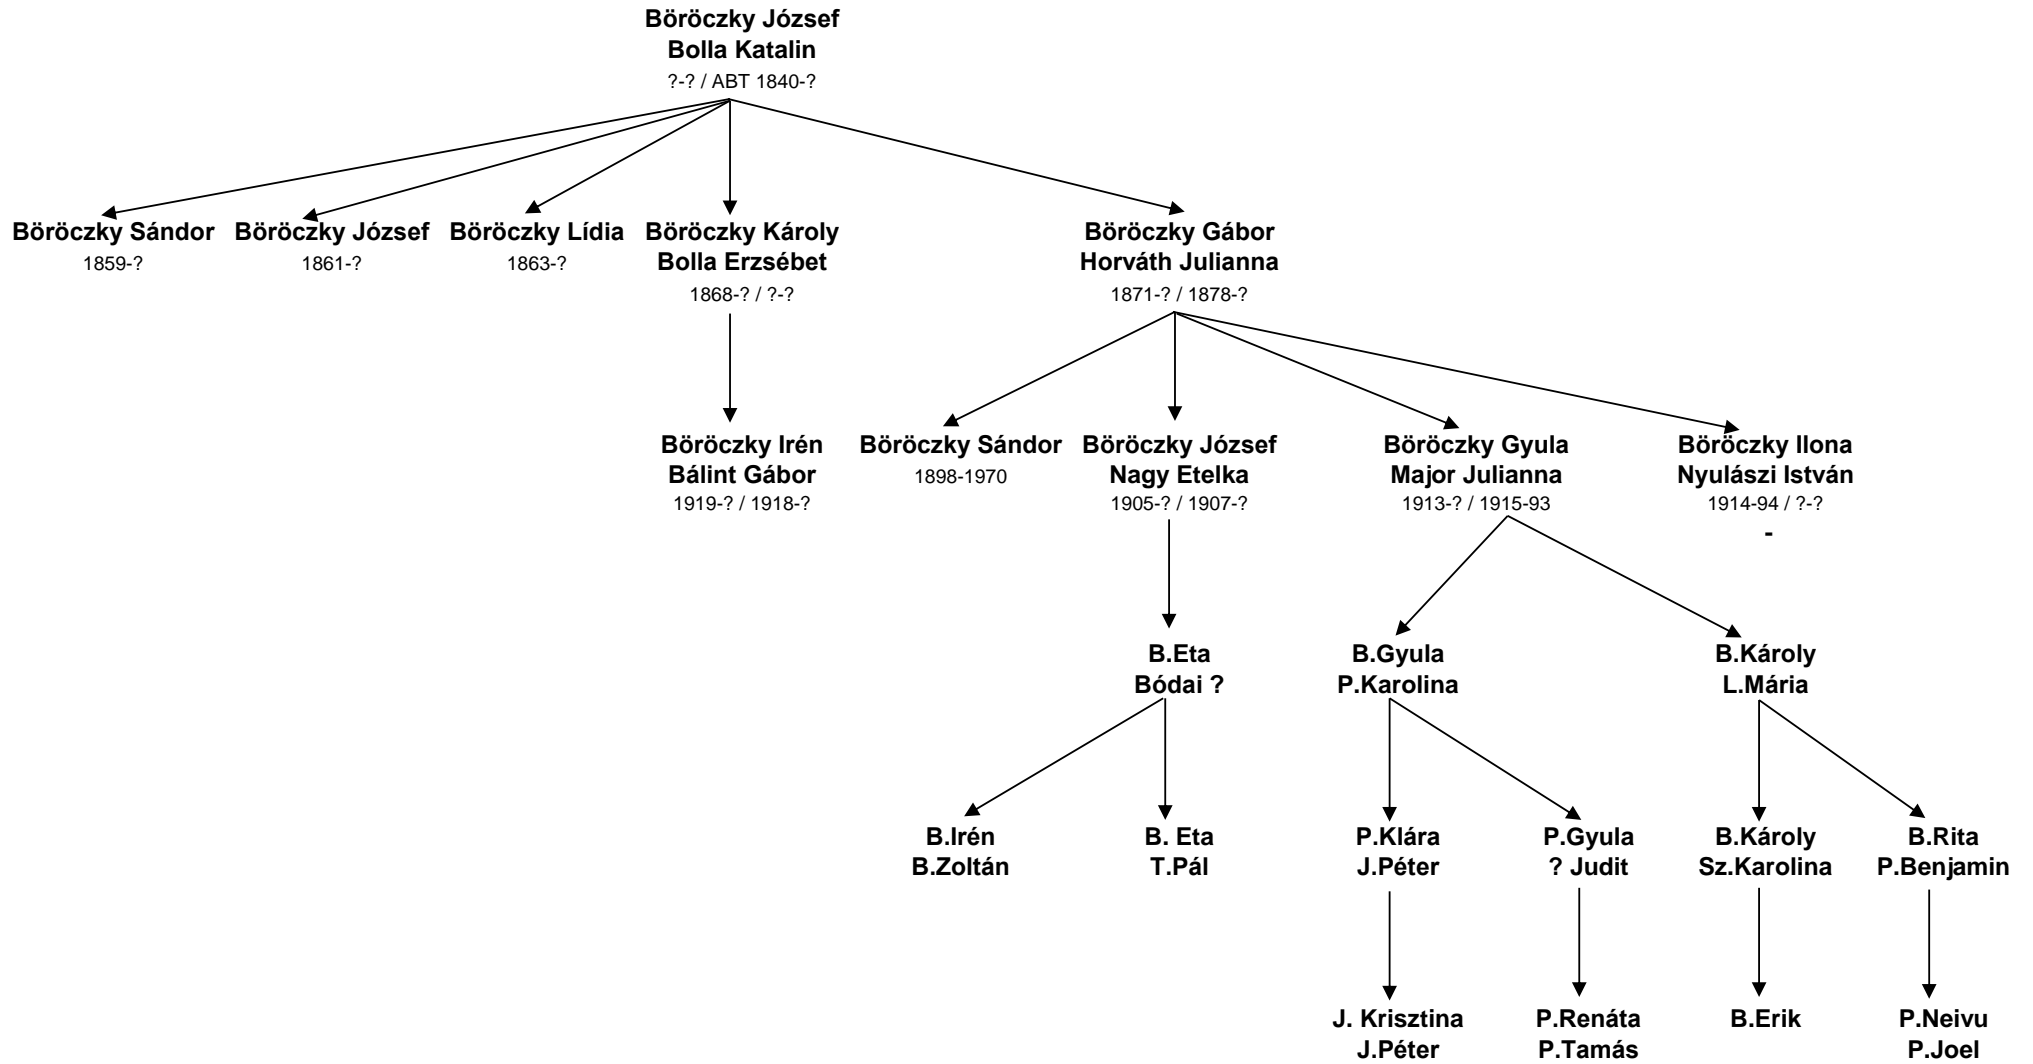 Böröczky József
Bolla Katalin
?-? / ABT 1840-?
Böröczky Sándor
1859-?
Böröczky József
1861-?
Böröczky Lídia
1863-?
Böröczky Károly
Bolla Erzsébet
1868-? / ?-?
Böröczky Gábor
Horváth Julianna
1871-? / 1878-?
Böröczky Irén
Bálint Gábor
1919-? / 1918-?
Böröczky Sándor
1898-1970
Böröczky József
Nagy Etelka
1905-? / 1907-?
Böröczky Gyula
Major Julianna
1913-? / 1915-93
Böröczky Ilona
Nyulászi István
1914-94 / ?-?
-
B.Eta
Bódai ?
B.Gyula
P.Karolina
B.Károly
L.Mária
B.Irén
B.Zoltán
B. Eta
T.Pál
P.Klára
J.Péter
P.Gyula
? Judit
B.Károly
Sz.Karolina
B.Rita
P.Benjamin
J. Krisztina
J.Péter
P.Renáta
P.Tamás
B.Erik
P.Neivu
P.Joel